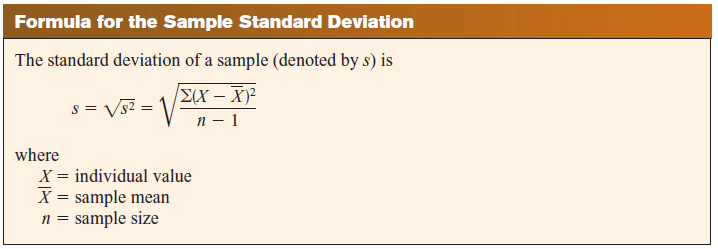 Formula for the Sample Standard Deviation
The standard deviation of a sample (denoted by s) is
s = √s² = √(Σ(X − X̅)² / (n − 1))
where
X = individual value
X̅ = sample mean
n = sample size